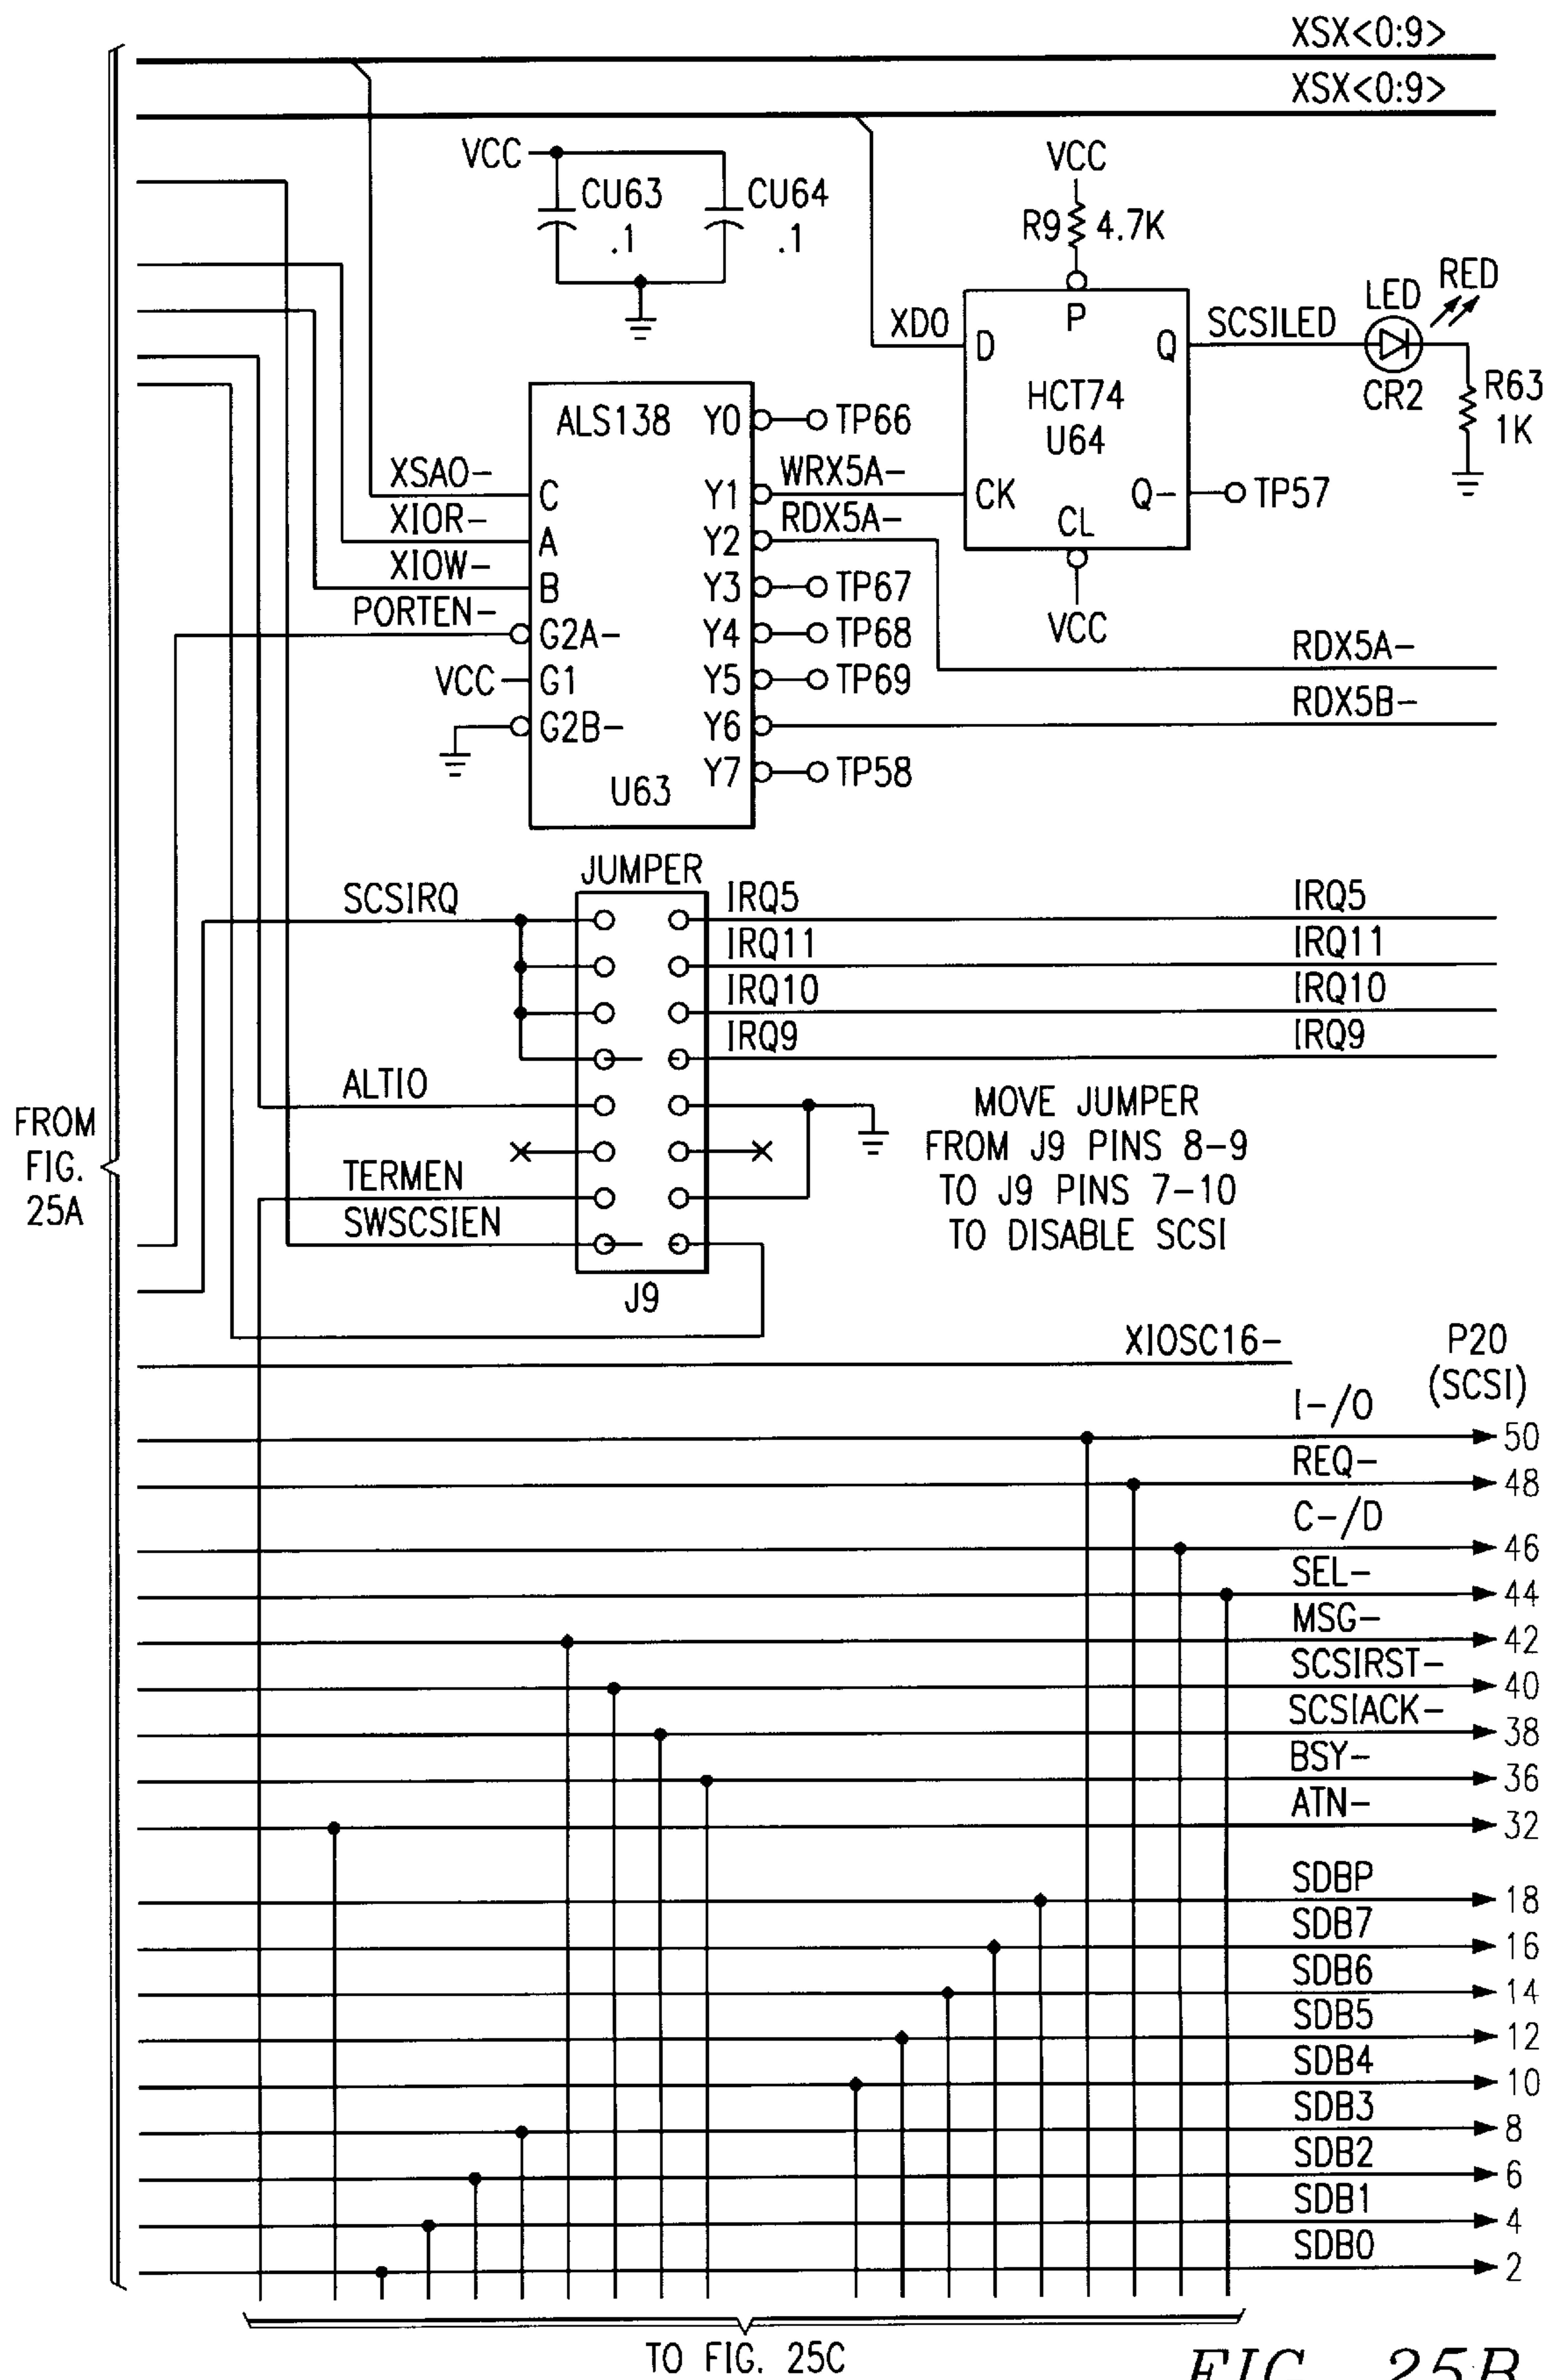 XSX<0:9>
XSX<0:9>
VCC
CU63
.1
CU64
.1
VCC
R9 4.7K
XD0
D
P
Q
HCT74
U64
CK
CL
Q-
TP57
VCC
SCSILED
LED
RED
CR2
R63
1K
ALS138
XSA0- C
XIOR- A
XIOW- B
PORTEN- G2A-
VCC G1
G2B-
U63
Y0 TP66
Y1 WRX5A-
Y2 RDX5A-
Y3 TP67
Y4 TP68
Y5 TP69
Y6
Y7 TP58
RDX5A-
RDX5B-
JUMPER
SCSIRQ
IRQ5 IRQ5
IRQ11 IRQ11
IRQ10 IRQ10
IRQ9 IRQ9
ALTIO
TERMEN
SWSCSIEN
J9
MOVE JUMPER
FROM J9 PINS 8-9
TO J9 PINS 7-10
TO DISABLE SCSI
FROM
FIG.
25A
XIOSC16-
P20
(SCSI)
I-/O 50
REQ- 48
C-/D 46
SEL- 44
MSG- 42
SCSIRST- 40
SCSIACK- 38
BSY- 36
ATN- 32
SDBP 18
SDB7 16
SDB6 14
SDB5 12
SDB4 10
SDB3 8
SDB2 6
SDB1 4
SDB0 2
TO FIG. 25C
FIG. 25B